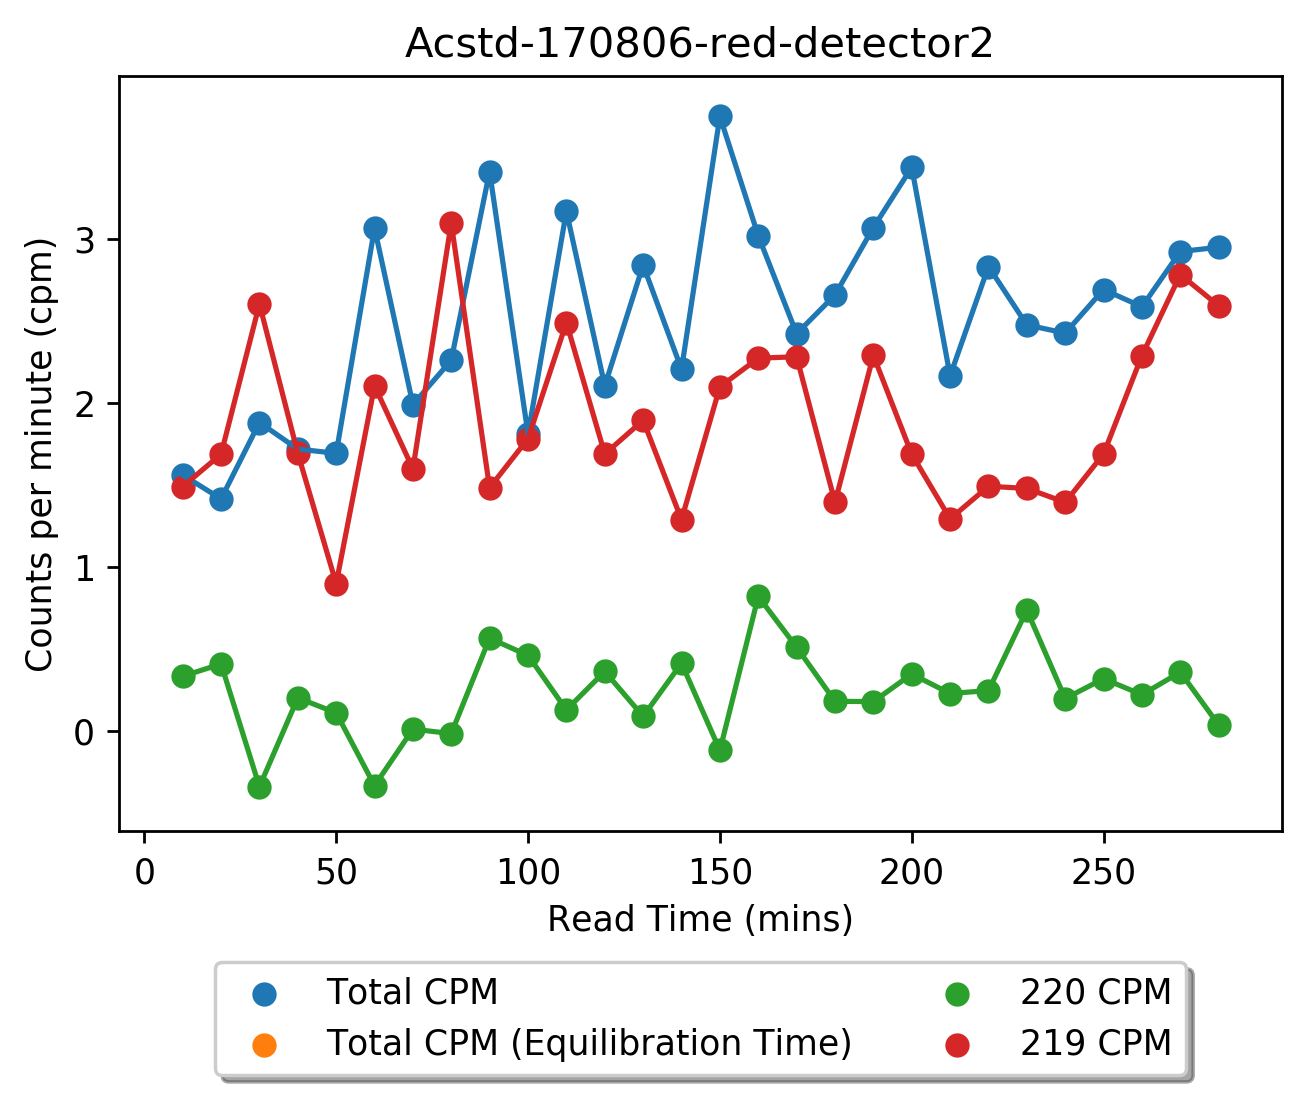 Acstd-170806-red-detector2
Counts per minute (cpm)
3
2
1
0
0 50 100 150 200 250
Read Time (mins)
Total CPM 220 CPM
Total CPM (Equilibration Time) 219 CPM